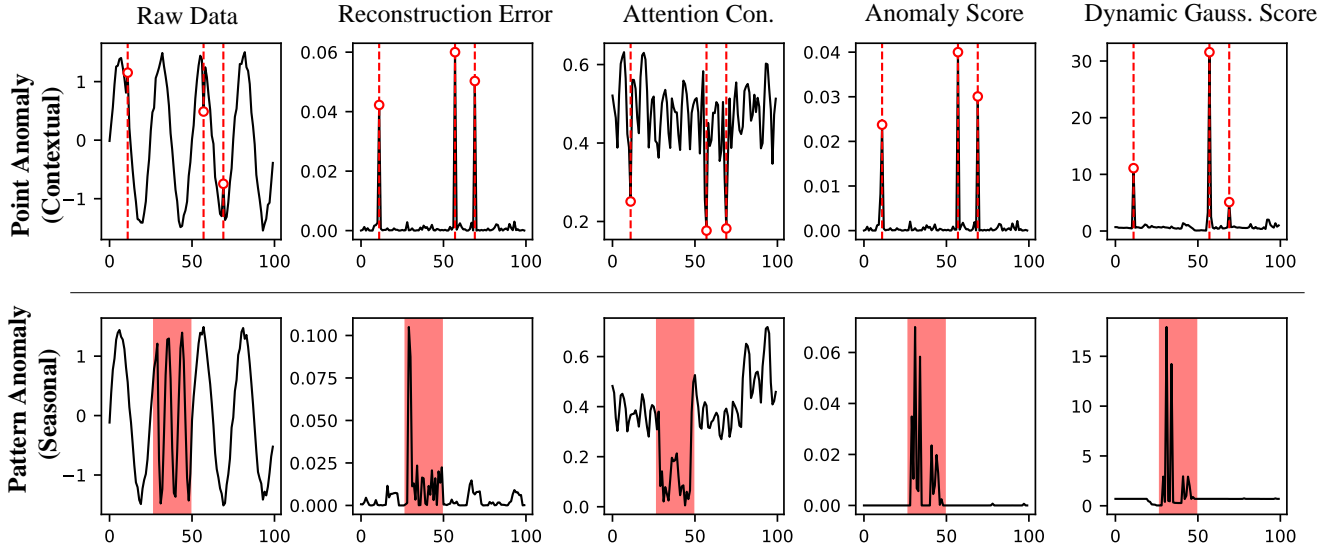 Raw Data
Reconstruction Error
Attention Con.
Anomaly Score
Dynamic Gauss. Score
Point Anomaly
(Contextual)
1
0
−1
0 50 100
0.06
0.04
0.02
0.00
0 50 100
0.6
0.4
0.2
0 50 100
0.04
0.03
0.02
0.01
0.00
0 50 100
30
20
10
0
0 50 100
Pattern Anomaly
(Seasonal)
1
0
−1
0 50 100
0.100
0.075
0.050
0.025
0.000
0 50 100
0.6
0.4
0.2
0.0
0 50 100
0.06
0.04
0.02
0.00
0 50 100
15
10
5
0
0 50 100